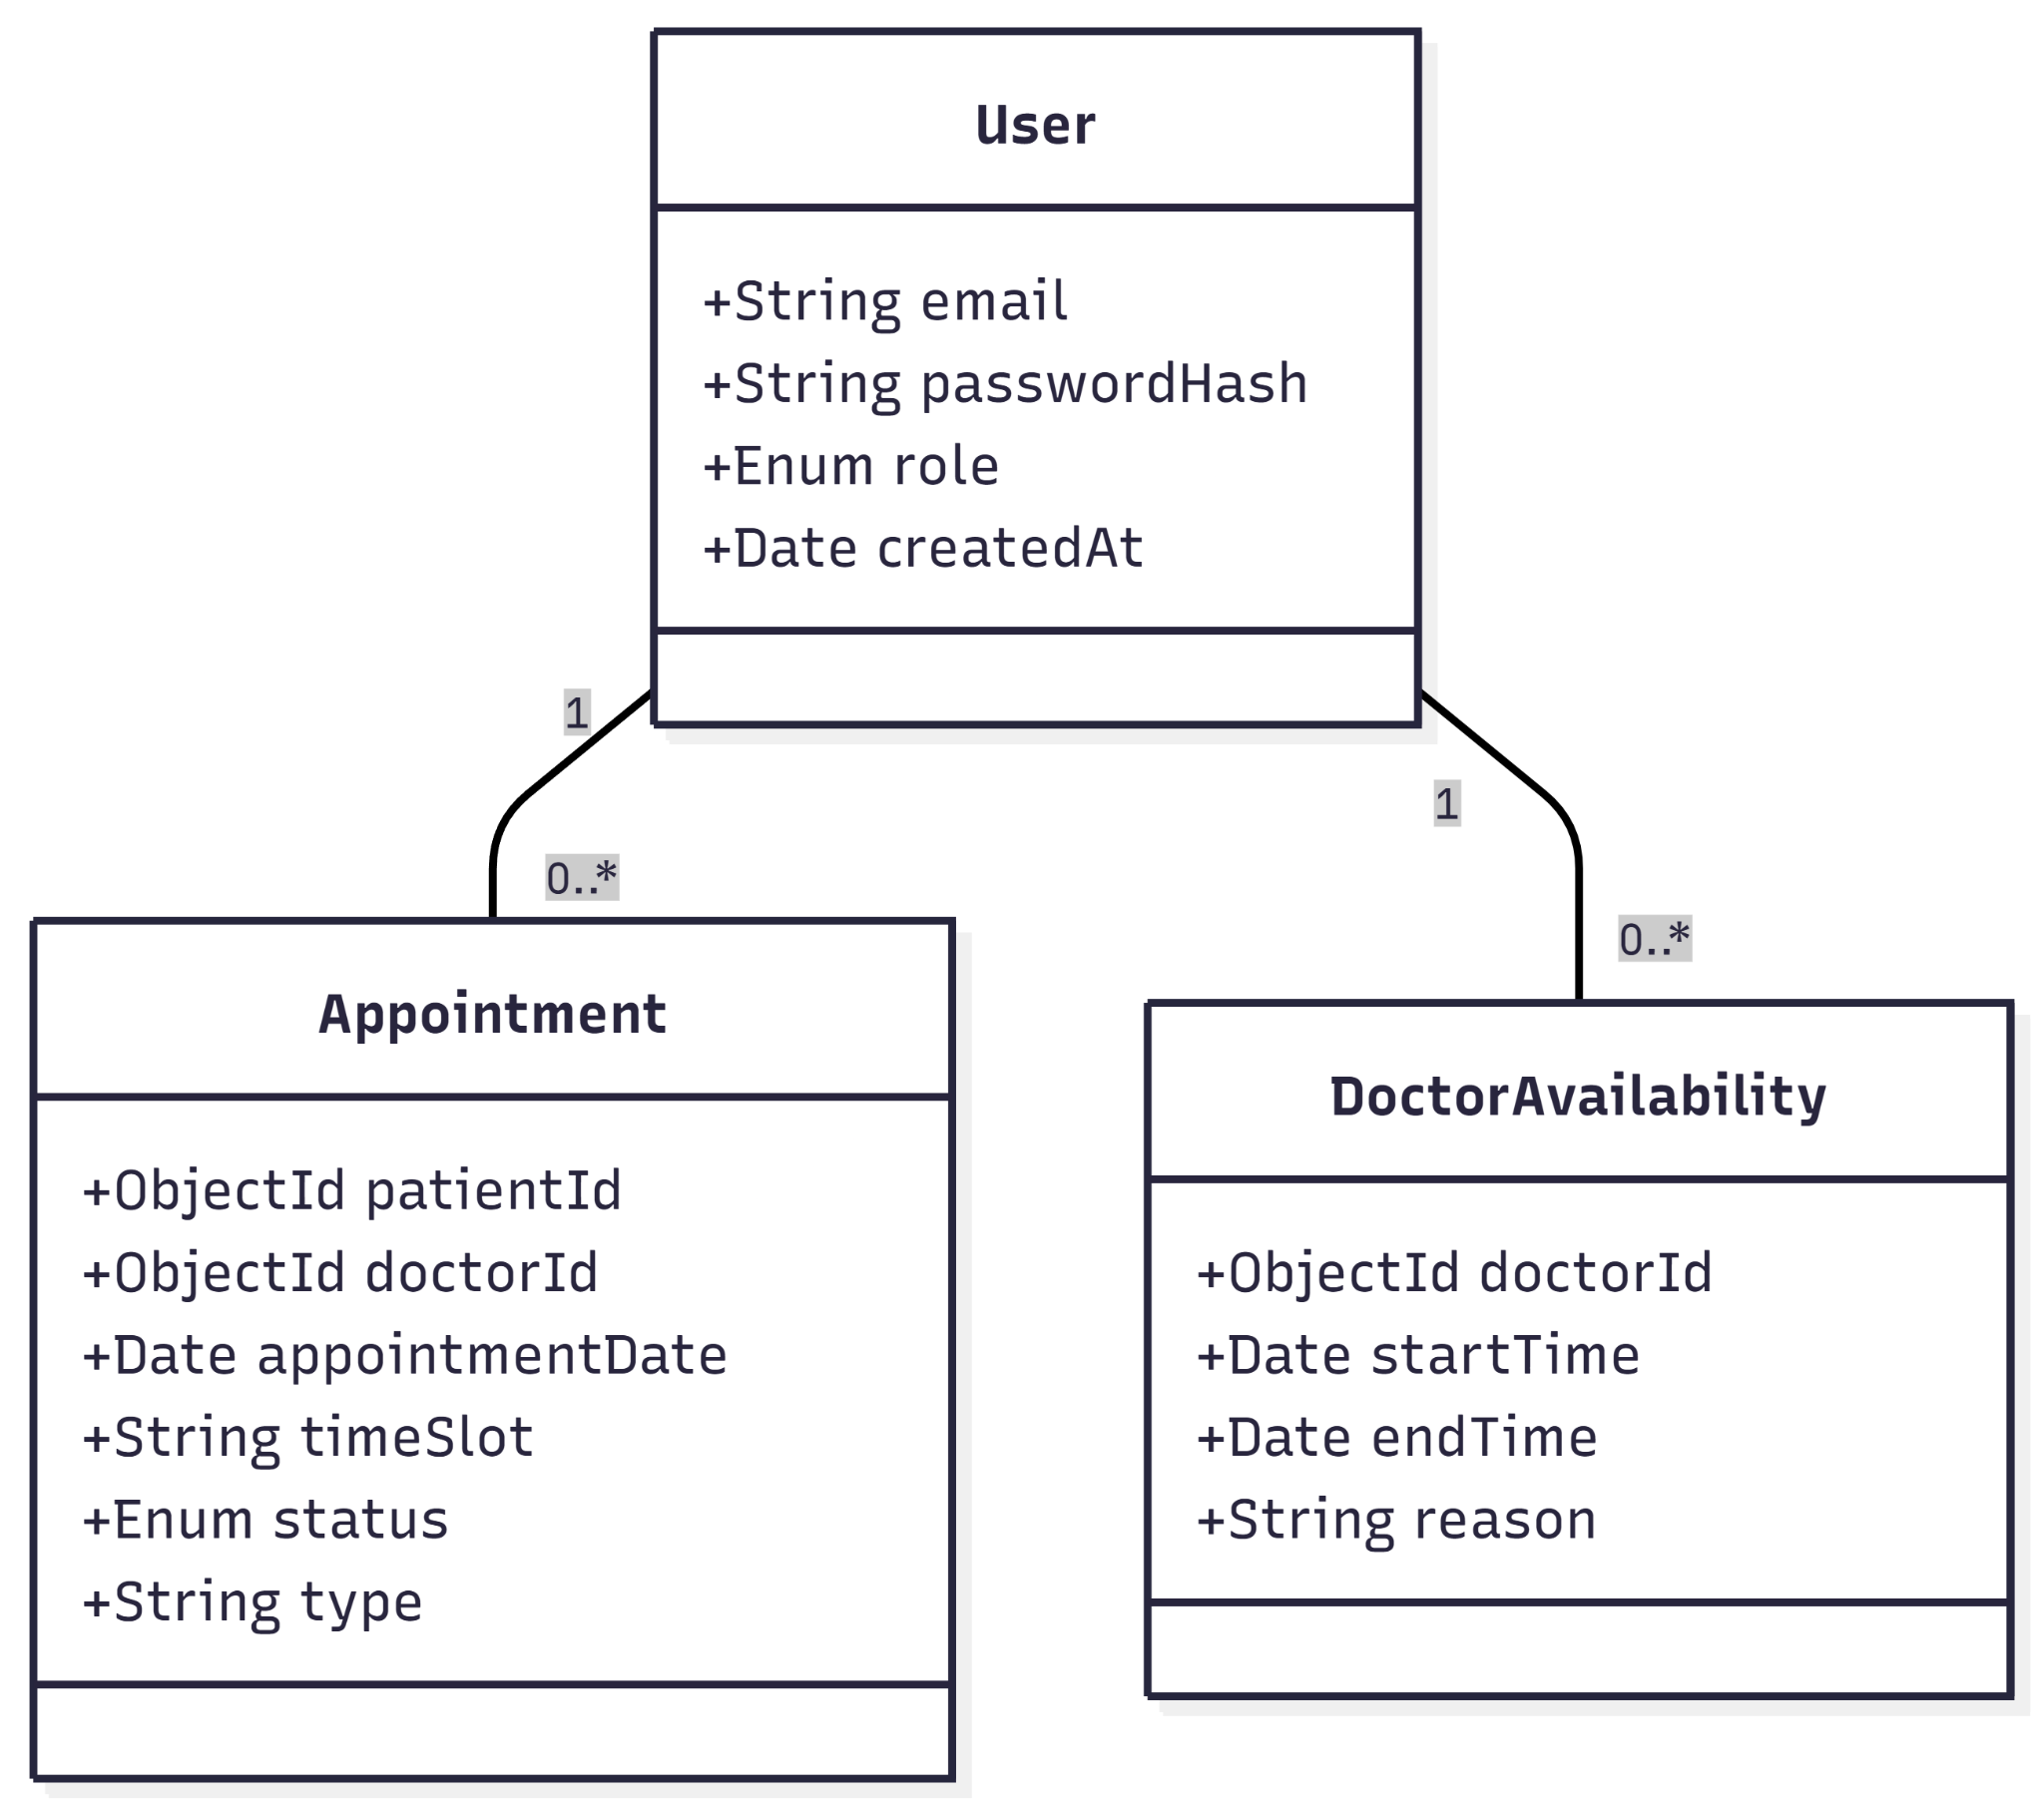 User
+String email
+String passwordHash
+Enum role
+Date createdAt
1
1
0..*
0..*
Appointment
+ObjectId patientId
+ObjectId doctorId
+Date appointmentDate
+String timeSlot
+Enum status
+String type
DoctorAvailability
+ObjectId doctorId
+Date startTime
+Date endTime
+String reason